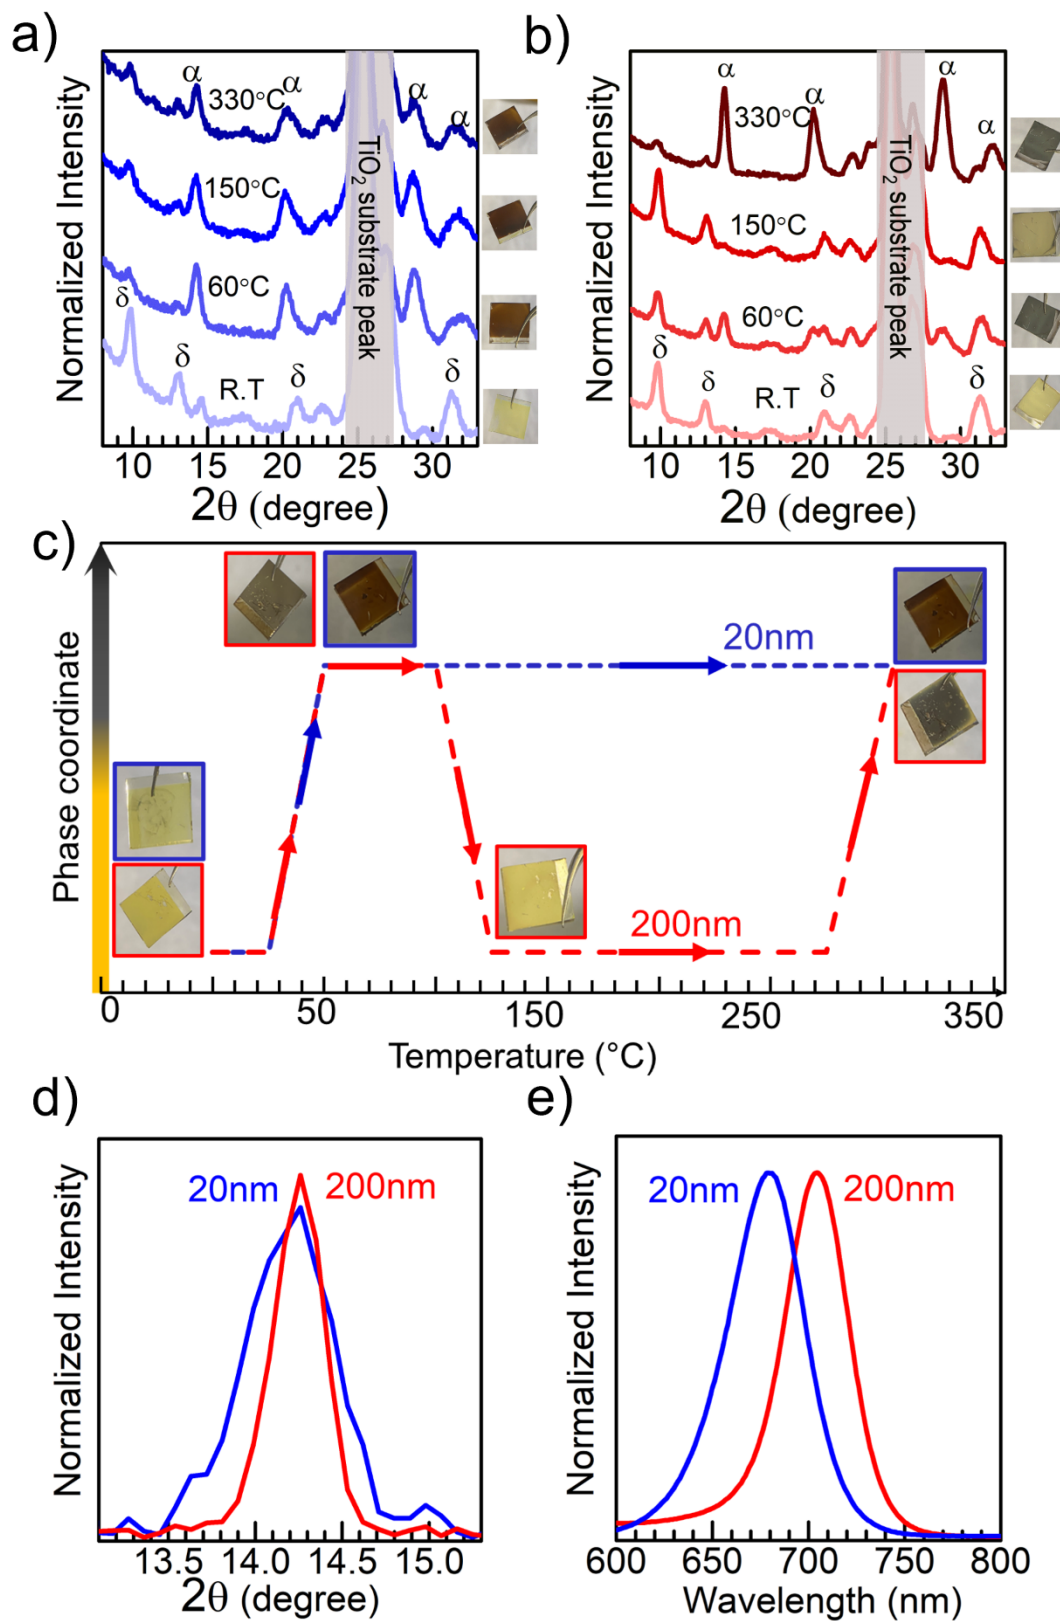 a)
Normalized Intensity
α
α
α
α
330°C
150°C
60°C
R.T
δ
δ
δ
δ
TiO2 substrate peak
10 15 20 25 30
2θ (degree)
b)
Normalized Intensity
α
α
α
α
330°C
150°C
60°C
R.T
δ
δ
δ
δ
TiO2 substrate peak
10 15 20 25 30
2θ (degree)
c)
Phase coordinate
20nm
200nm
0 50 150 250 350
Temperature (°C)
d)
Normalized Intensity
20nm
200nm
13.5 14.0 14.5 15.0
2θ (degree)
e)
Normalized Intensity
20nm
200nm
600 650 700 750 800
Wavelength (nm)